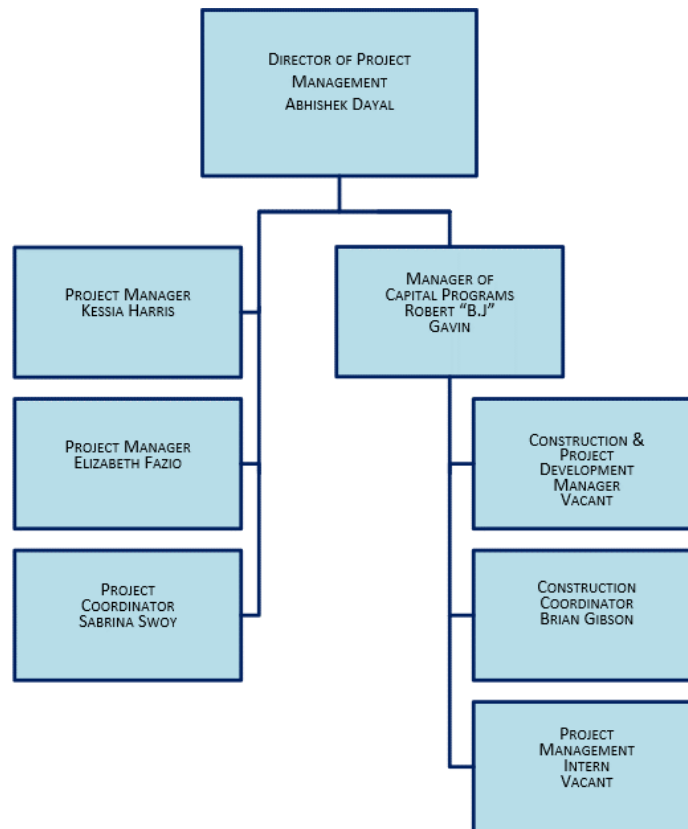 Director of Project
Management
Abhishek Dayal
Project Manager
Kessia Harris
Manager of
Capital Programs
Robert “B.J”
Gavin
Project Manager
Elizabeth Fazio
Construction &
Project
Development
Manager
Vacant
Project
Coordinator
Sabrina Swoy
Construction
Coordinator
Brian Gibson
Project
Management
Intern
Vacant